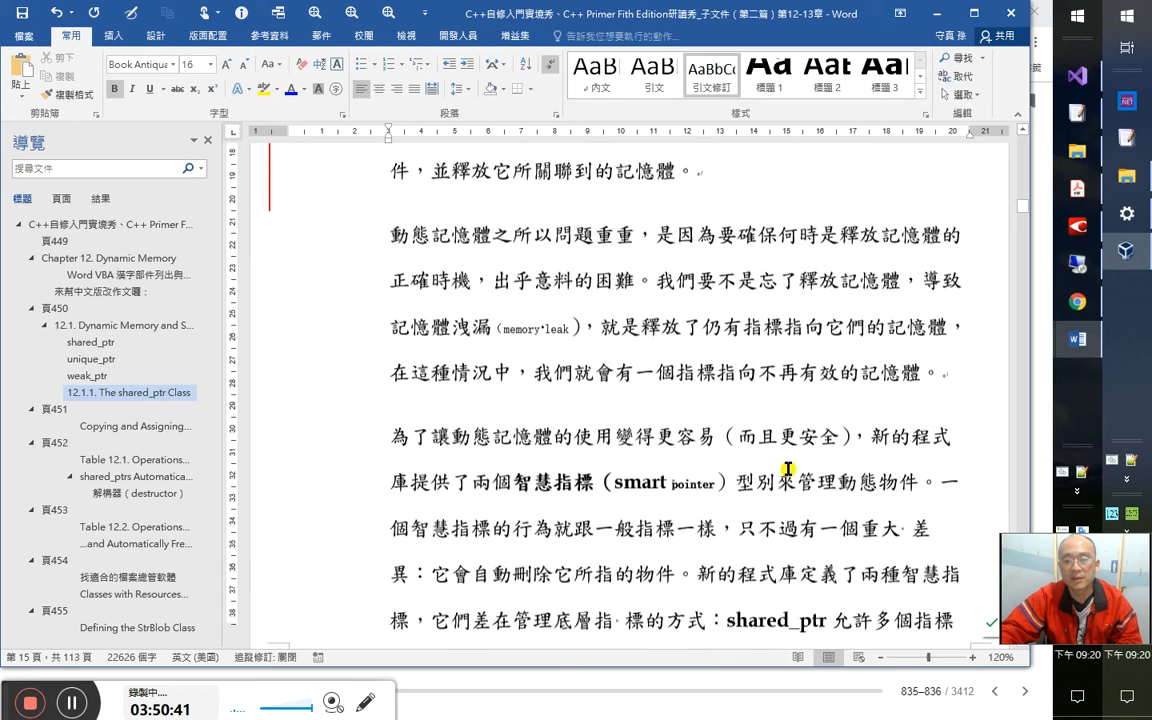 C++自修入門實境秀、C++ Primer Fith Edition研讀秀_子文件（第二篇）第12-13章 - Word
檔案 常用 插入 設計 版面配置 參考資料 郵件 校閱 檢視 開發人員 增益集 告訴我您想要執行的動作... 守真 孫 共用
貼上 剪下 複製 複製格式
Book Antiqua 16
B I U abc x₂ x²
AaB AaB AaBbCc AaB AaB AaB
內文 引文 引文修訂 標題 1 標題 2 標題 3
尋找 取代 選取
剪貼簿 字型 段落 樣式 編輯
導覽
搜尋文件
標題 頁面 結果
C++自修入門實境秀、C++ Primer F...
頁449
Chapter 12. Dynamic Memory
Word VBA 漢字部件列出與...
來幫中文版改作文囉：
頁450
12.1. Dynamic Memory and S...
shared_ptr
unique_ptr
weak_ptr
12.1.1. The shared_ptr Class
頁451
Copying and Assigning...
頁452
Table 12.1. Operations...
shared_ptrs Automatica...
解構器（destructor）
頁453
Table 12.2. Operations...
...and Automatically Fre...
頁454
找適合的檔案總管軟體
Classes with Resources...
頁455
Defining the StrBlob Class
件，並釋放它所關聯到的記憶體。
動態記憶體之所以問題重重，是因為要確保何時是釋放記憶體的
正確時機，出乎意料的困難。我們要不是忘了釋放記憶體，導致
記憶體洩漏（memory leak），就是釋放了仍有指標指向它們的記憶體，
在這種情況中，我們就會有一個指標指向不再有效的記憶體。
為了讓動態記憶體的使用變得更容易（而且更安全），新的程式
庫提供了兩個智慧指標（smart pointer）型別來管理動態物件。一
個智慧指標的行為就跟一般指標一樣，只不過有一個重大 差
異：它會自動刪除它所指的物件。新的程式庫定義了兩種智慧指
標，它們差在管理底層指 標的方式：shared_ptr 允許多個指標
第 15 頁，共 113 頁 22626 個字 英文 (美國) 追蹤修訂: 關閉 120%
錄製中....
03:50:41
835–836 / 3412
下午 09:20 下午 09:20